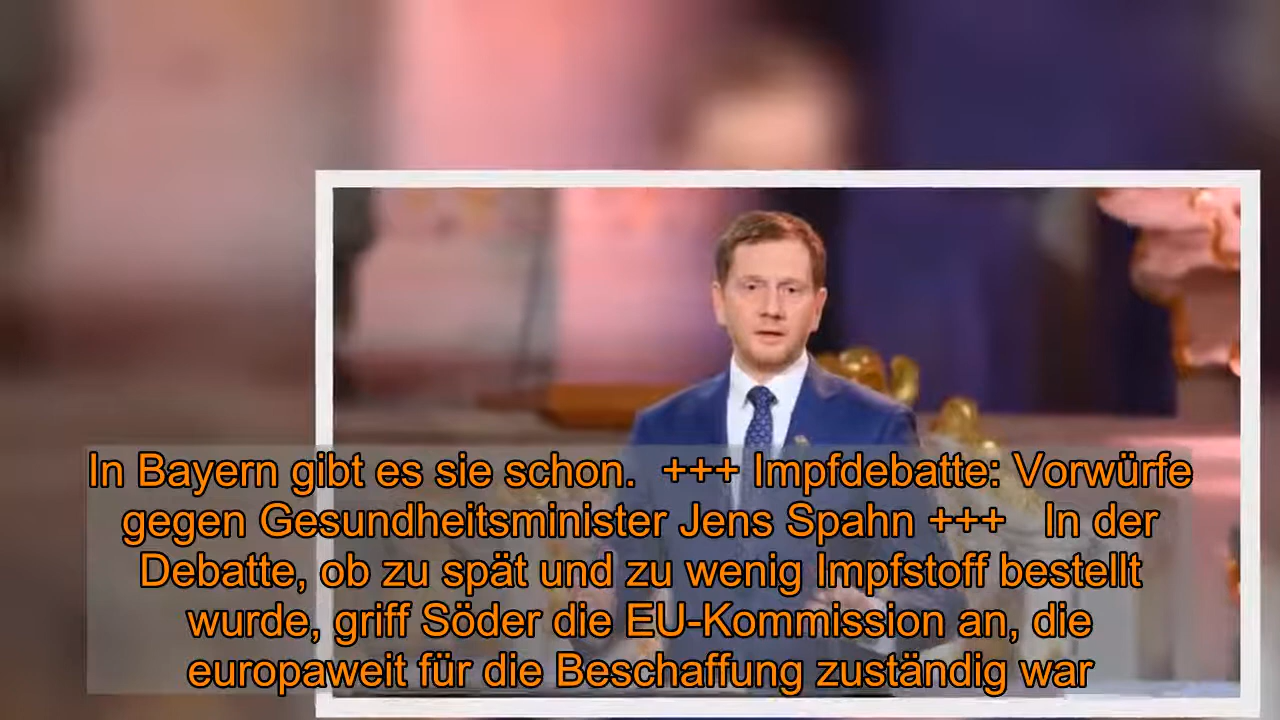 In Bayern gibt es sie schon.  +++ Impfdebatte: Vorwürfe
gegen Gesundheitsminister Jens Spahn +++   In der
Debatte, ob zu spät und zu wenig Impfstoff bestellt
wurde, griff Söder die EU-Kommission an, die
europaweit für die Beschaffung zuständig war